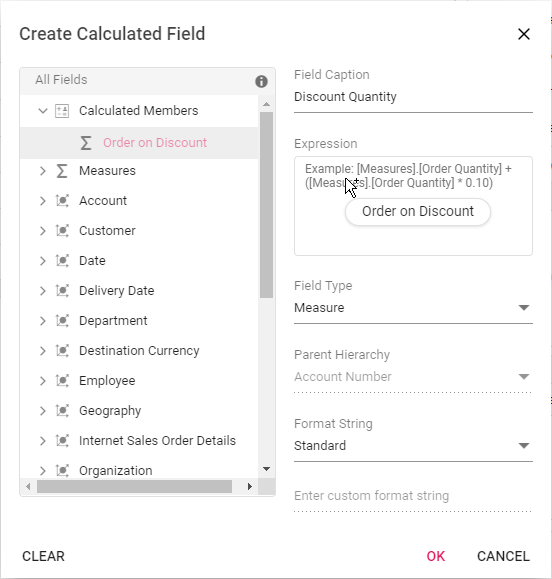 Create Calculated Field
All Fields
Calculated Members
Order on Discount
Measures
Account
Customer
Date
Delivery Date
Department
Destination Currency
Employee
Geography
Internet Sales Order Details
Organization
Field Caption
Discount Quantity
Expression
Example: [Measures].[Order Quantity] +
([Measures].[Order Quantity] * 0.10)
Order on Discount
Field Type
Measure
Parent Hierarchy
Account Number
Format String
Standard
Enter custom format string
CLEAR
OK
CANCEL